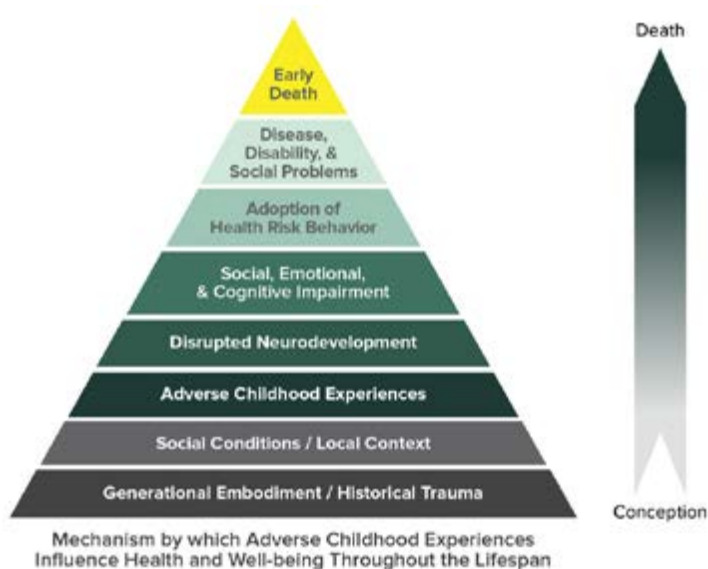 Early
Death
Disease,
Disability, &
Social Problems
Adoption of
Health Risk Behavior
Social, Emotional,
& Cognitive Impairment
Disrupted Neurodevelopment
Adverse Childhood Experiences
Social Conditions / Local Context
Generational Embodiment / Historical Trauma
Mechanism by which Adverse Childhood Experiences
Influence Health and Well-being Throughout the Lifespan
Death
Conception